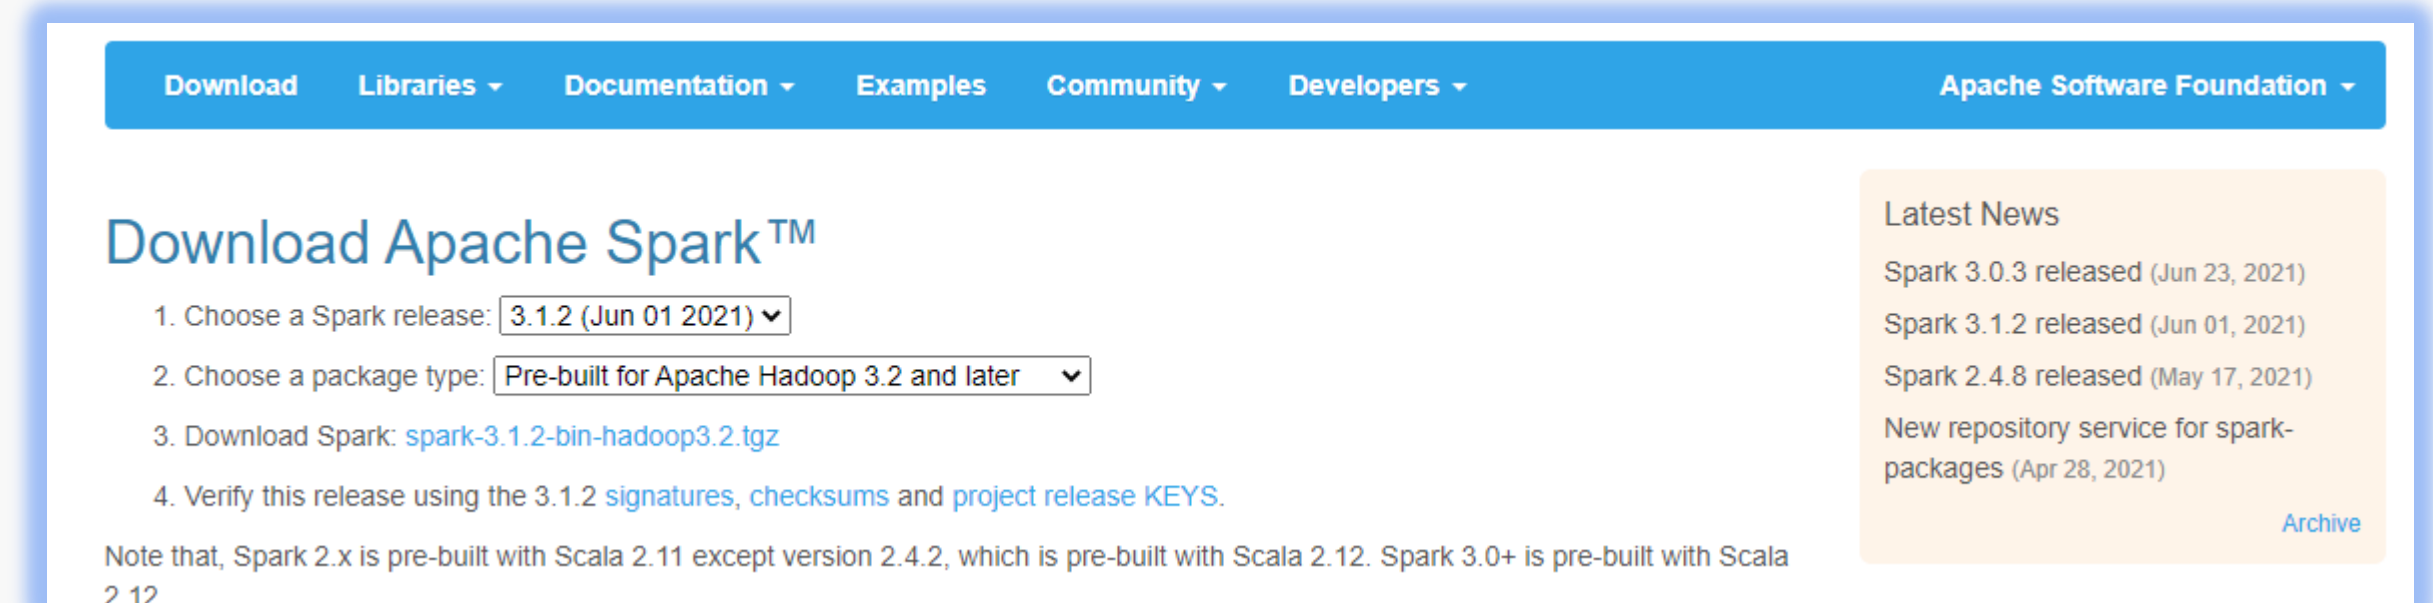 Download Libraries Documentation Examples Community Developers Apache Software Foundation
Download Apache Spark™
1. Choose a Spark release: 3.1.2 (Jun 01 2021)
2. Choose a package type: Pre-built for Apache Hadoop 3.2 and later
3. Download Spark: spark-3.1.2-bin-hadoop3.2.tgz
4. Verify this release using the 3.1.2 signatures, checksums and project release KEYS.
Note that, Spark 2.x is pre-built with Scala 2.11 except version 2.4.2, which is pre-built with Scala 2.12. Spark 3.0+ is pre-built with Scala
2.12
Latest News
Spark 3.0.3 released (Jun 23, 2021)
Spark 3.1.2 released (Jun 01, 2021)
Spark 2.4.8 released (May 17, 2021)
New repository service for spark-
packages (Apr 28, 2021)
Archive